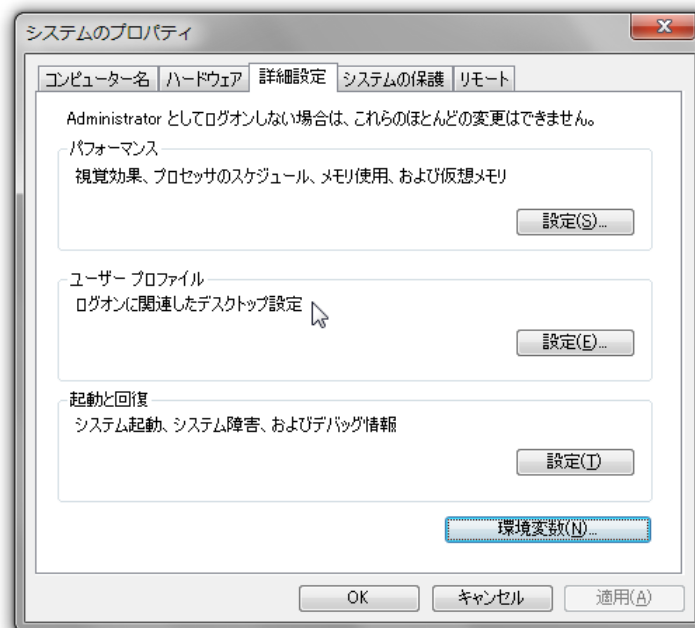 システムのプロパティ
コンピューター名 ハードウェア 詳細設定 システムの保護 リモート
Administrator としてログオンしない場合は、これらのほとんどの変更はできません。
パフォーマンス
視覚効果、プロセッサのスケジュール、メモリ使用、および仮想メモリ
設定(S)...
ユーザー プロファイル
ログオンに関連したデスクトップ設定
設定(E)...
起動と回復
システム起動、システム障害、およびデバッグ情報
設定(T)
環境変数(N)...
OK キャンセル 適用(A)